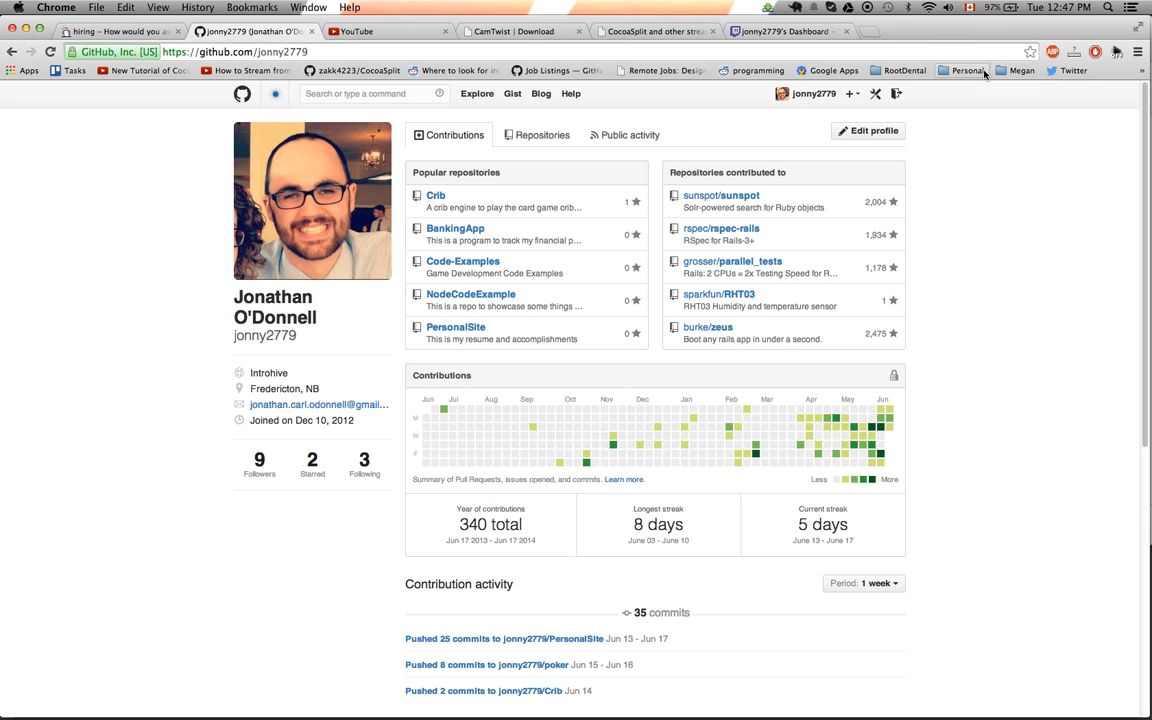 Chrome File Edit View History Bookmarks Window Help 97% Tue 12:47 PM
hiring – How would you as jonny2779 (Jonathan O'Do YouTube CamTwist | Download CocoaSplit and other strea jonny2779's Dashboard -
GitHub, Inc. [US] https://github.com/jonny2779
Apps Tasks New Tutorial of Coc How to Stream from zakk4223/CocoaSplit Where to look for in Job Listings — GitH Remote Jobs: Desig programming Google Apps RootDental Personal Megan Twitter »
Search or type a command Explore Gist Blog Help jonny2779
Contributions Repositories Public activity Edit profile
Popular repositories
Crib
A crib engine to play the card game crib... 1
BankingApp
This is a program to track my financial p... 0
Code-Examples
Game Development Code Examples 0
NodeCodeExample
This is a repo to showcase some things ... 0
PersonalSite
This is my resume and accomplishments 0
Repositories contributed to
sunspot/sunspot
Solr-powered search for Ruby objects 2,004
rspec/rspec-rails
RSpec for Rails-3+ 1,934
grosser/parallel_tests
Rails: 2 CPUs = 2x Testing Speed for R... 1,178
sparkfun/RHT03
RHT03 Humidity and temperature sensor 1
burke/zeus
Boot any rails app in under a second. 2,475
Jonathan
O'Donnell
jonny2779
Introhive
Fredericton, NB
jonathan.carl.odonnell@gmail...
Joined on Dec 10, 2012
9 2 3
Followers Starred Following
Contributions
Jun Jul Aug Sep Oct Nov Dec Jan Feb Mar Apr May Jun
M
W
F
Summary of Pull Requests, issues opened, and commits. Learn more. Less More
Year of contributions
340 total
Jun 17 2013 - Jun 17 2014
Longest streak
8 days
June 03 - June 10
Current streak
5 days
June 13 - June 17
Contribution activity Period: 1 week
35 commits
Pushed 25 commits to jonny2779/PersonalSite Jun 13 - Jun 17
Pushed 8 commits to jonny2779/poker Jun 15 - Jun 16
Pushed 2 commits to jonny2779/Crib Jun 14